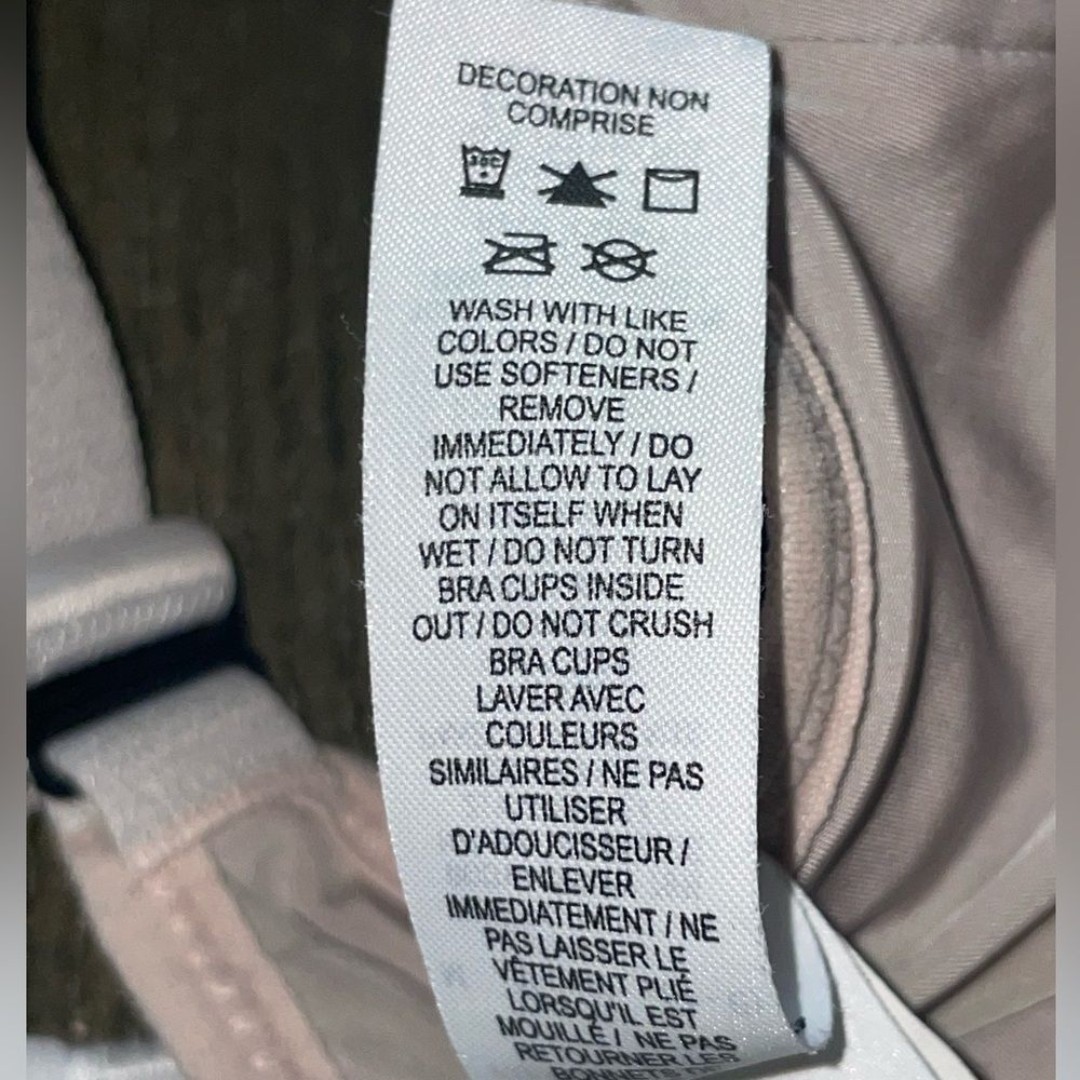 DECORATION NON
COMPRISE
30C
WASH WITH LIKE
COLORS / DO NOT
USE SOFTENERS /
REMOVE
IMMEDIATELY / DO
NOT ALLOW TO LAY
ON ITSELF WHEN
WET / DO NOT TURN
BRA CUPS INSIDE
OUT / DO NOT CRUSH
BRA CUPS
LAVER AVEC
COULEURS
SIMILAIRES / NE PAS
UTILISER
D'ADOUCISSEUR /
ENLEVER
IMMEDIATEMENT / NE
PAS LAISSER LE
VÊTEMENT PLIÉ
LORSQU'IL EST
MOUILLÉ / NE PAS
RETOURNER LES
BONNETS